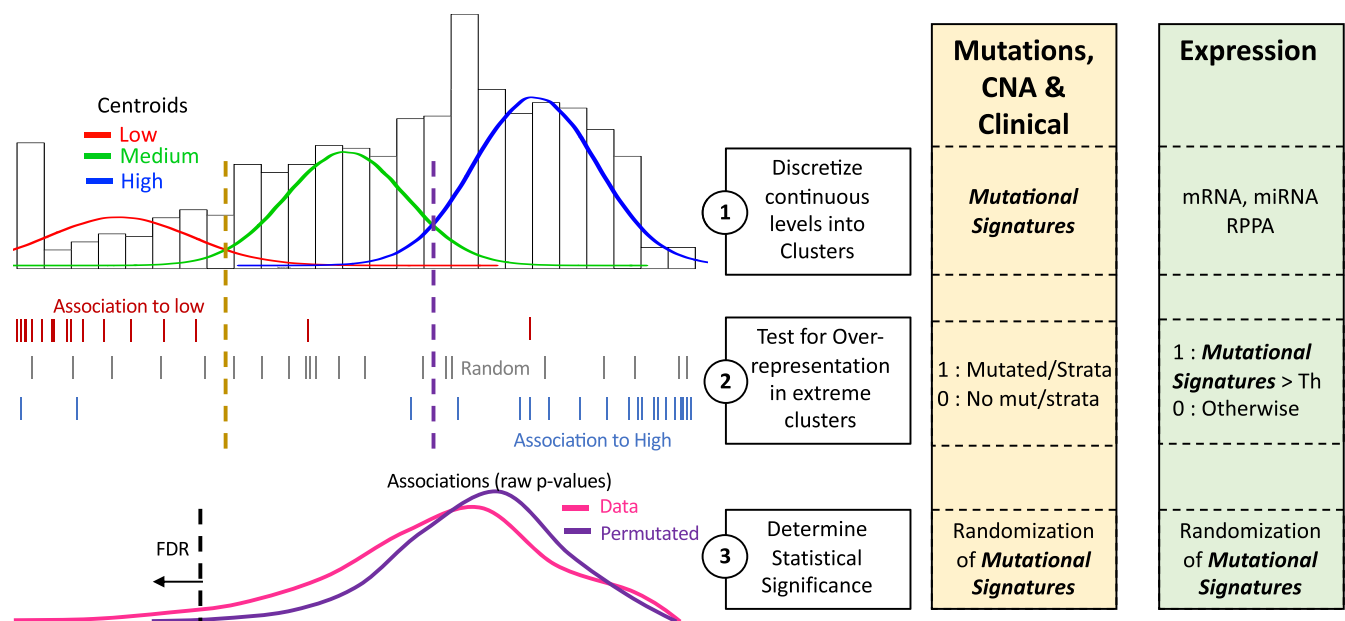 Centroids
Low
Medium
High
Association to low
Random
Association to High
Associations (raw p-values)
Data
Permutated
FDR
1
Discretize
continuous
levels into
Clusters
2
Test for Over-
representation
in extreme
clusters
3
Determine
Statistical
Significance
Mutations,
CNA &
Clinical
Mutational
Signatures
1 : Mutated/Strata
0 : No mut/strata
Randomization
of Mutational
Signatures
Expression
mRNA, miRNA
RPPA
1 : Mutational
Signatures > Th
0 : Otherwise
Randomization
of Mutational
Signatures